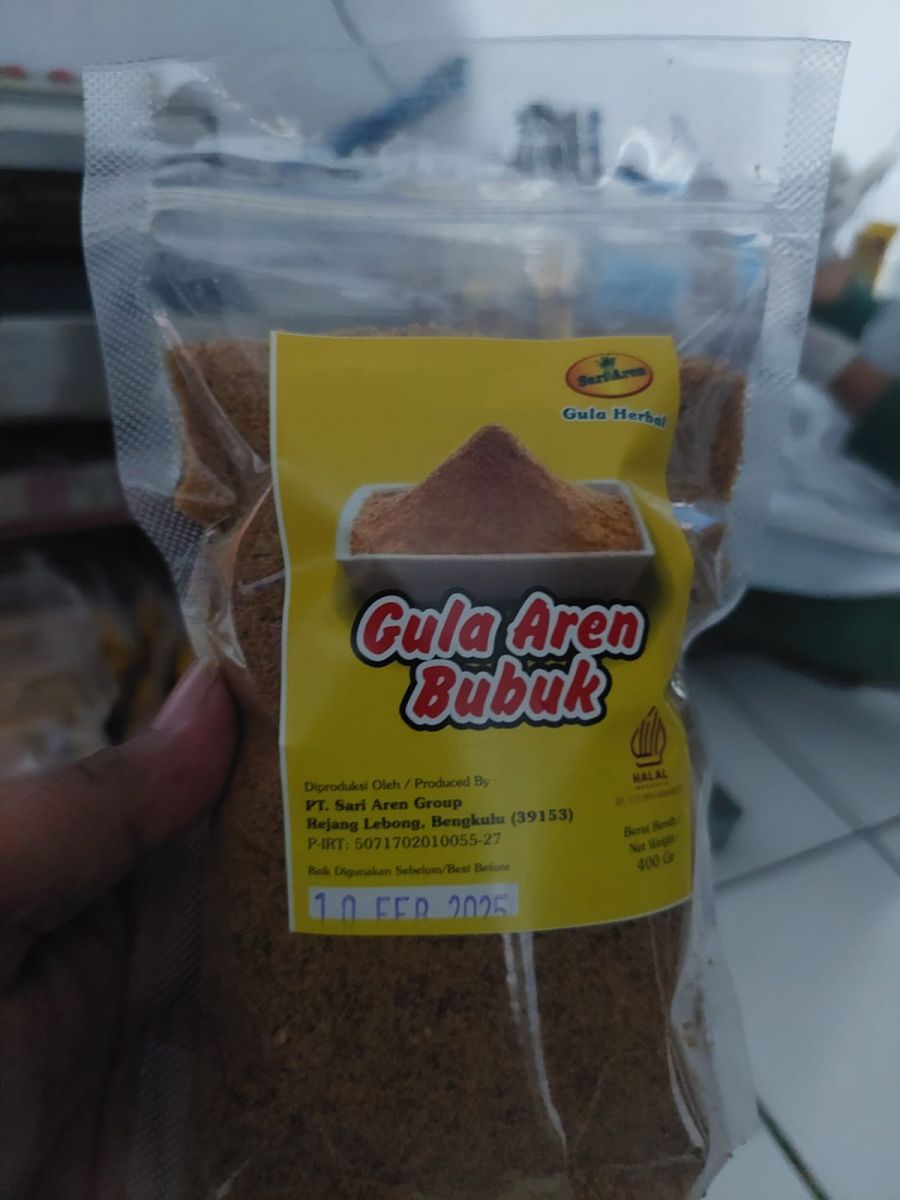 Sari Aren
Gula Herbal
Gula Aren
Bubuk
HALAL
INDONESIA
Diproduksi Oleh / Produced By :
PT. Sari Aren Group
Rejang Lebong, Bengkulu (39153)
P-IRT: 5071702010055-27
Berat Bersih
Net Weight:
400 Gr
Baik Digunakan Sebelum/Best Before
10 FEB 2025